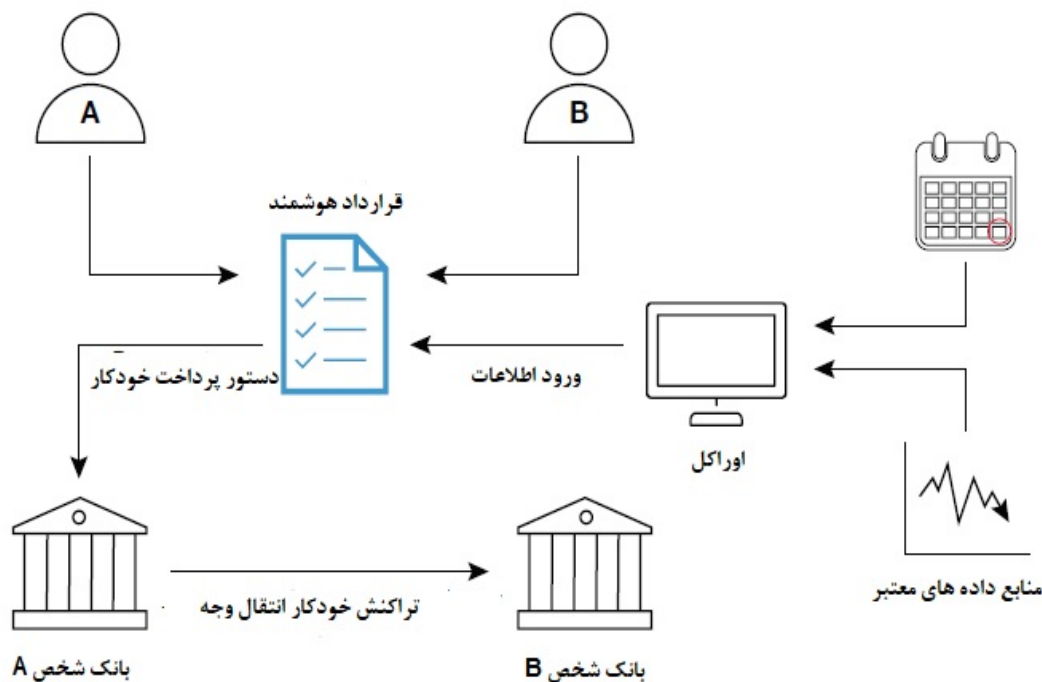 A
B
قرارداد هوشمند
دستور پرداخت خودکار
ورود اطلاعات
اوراکل
منابع داده های معتبر
تراکنش خودکار انتقال وجه
بانک شخص A
بانک شخص B